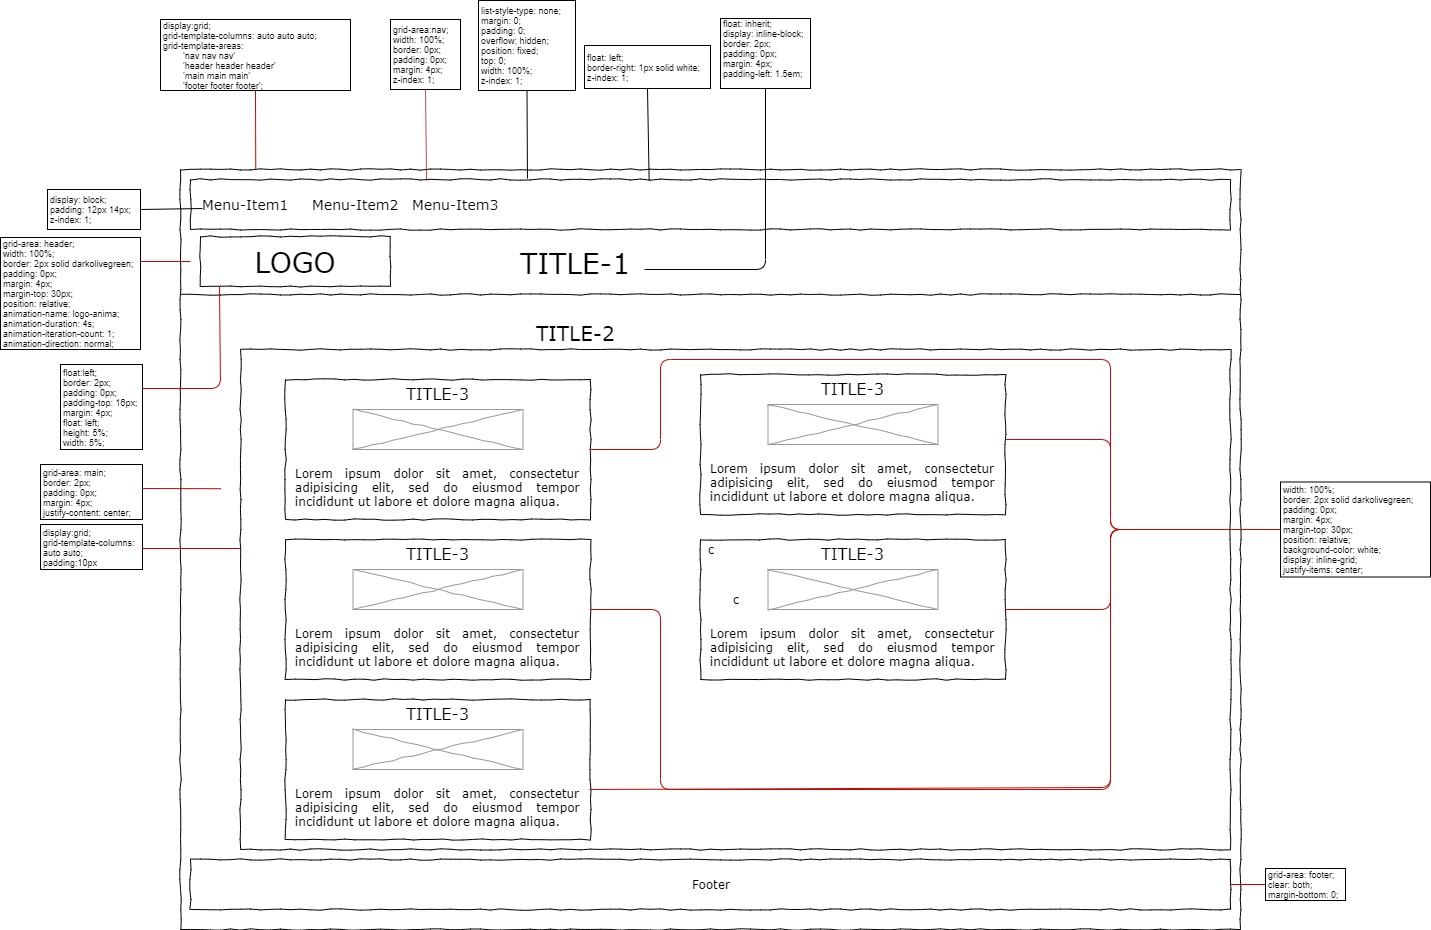 display:grid;
grid-template-columns: auto auto auto;
grid-template-areas:
'nav nav nav'
'header header header'
'main main main'
'footer footer footer';
grid-area:nav;
width: 100%;
border: 0px;
padding: 0px;
margin: 4px;
z-index: 1;
list-style-type: none;
margin: 0;
padding: 0;
overflow: hidden;
position: fixed;
top: 0;
width: 100%;
z-index: 1;
float: left;
border-right: 1px solid white;
z-index: 1;
float: inherit;
display: inline-block;
border: 2px;
padding: 0px;
margin: 4px;
padding-left: 1.5em;
display: block;
padding: 12px 14px;
z-index: 1;
Menu-Item1 Menu-Item2 Menu-Item3
grid-area: header;
width: 100%;
border: 2px solid darkolivegreen;
padding: 0px;
margin: 4px;
margin-top: 30px;
position: relative;
animation-name: logo-anima;
animation-duration: 4s;
animation-iteration-count: 1;
animation-direction: normal;
LOGO
TITLE-1
TITLE-2
float:left;
border: 2px;
padding: 0px;
padding-top: 16px;
margin: 4px;
float: left;
height: 5%;
width: 5%;
grid-area: main;
border: 2px;
padding: 0px;
margin: 4px;
justify-content: center;
display:grid;
grid-template-columns:
auto auto;
padding:10px
TITLE-3
Lorem ipsum dolor sit amet, consectetur
adipisicing elit, sed do eiusmod tempor
incididunt ut labore et dolore magna aliqua.
TITLE-3
Lorem ipsum dolor sit amet, consectetur
adipisicing elit, sed do eiusmod tempor
incididunt ut labore et dolore magna aliqua.
TITLE-3
Lorem ipsum dolor sit amet, consectetur
adipisicing elit, sed do eiusmod tempor
incididunt ut labore et dolore magna aliqua.
c
TITLE-3
c
Lorem ipsum dolor sit amet, consectetur
adipisicing elit, sed do eiusmod tempor
incididunt ut labore et dolore magna aliqua.
TITLE-3
Lorem ipsum dolor sit amet, consectetur
adipisicing elit, sed do eiusmod tempor
incididunt ut labore et dolore magna aliqua.
width: 100%;
border: 2px solid darkolivegreen;
padding: 0px;
margin: 4px;
margin-top: 30px;
position: relative;
background-color: white;
display: inline-grid;
justify-items: center;
Footer
grid-area: footer;
clear: both;
margin-bottom: 0;